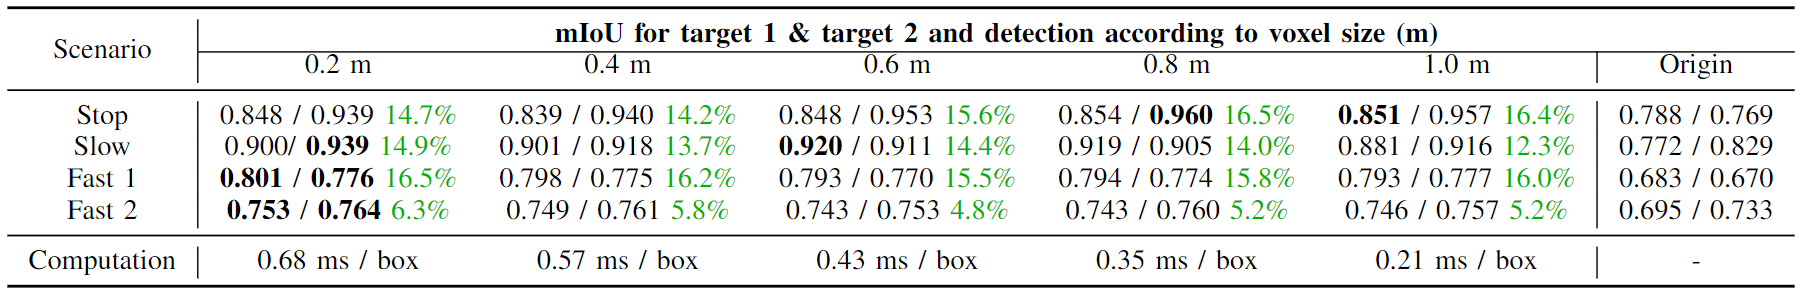 Scenario
mIoU for target 1 & target 2 and detection according to voxel size (m)
0.2 m 0.4 m 0.6 m 0.8 m 1.0 m Origin
Stop 0.848 / 0.939 14.7% 0.839 / 0.940 14.2% 0.848 / 0.953 15.6% 0.854 / 0.960 16.5% 0.851 / 0.957 16.4% 0.788 / 0.769
Slow 0.900/ 0.939 14.9% 0.901 / 0.918 13.7% 0.920 / 0.911 14.4% 0.919 / 0.905 14.0% 0.881 / 0.916 12.3% 0.772 / 0.829
Fast 1 0.801 / 0.776 16.5% 0.798 / 0.775 16.2% 0.793 / 0.770 15.5% 0.794 / 0.774 15.8% 0.793 / 0.777 16.0% 0.683 / 0.670
Fast 2 0.753 / 0.764 6.3% 0.749 / 0.761 5.8% 0.743 / 0.753 4.8% 0.743 / 0.760 5.2% 0.746 / 0.757 5.2% 0.695 / 0.733
Computation 0.68 ms / box 0.57 ms / box 0.43 ms / box 0.35 ms / box 0.21 ms / box -